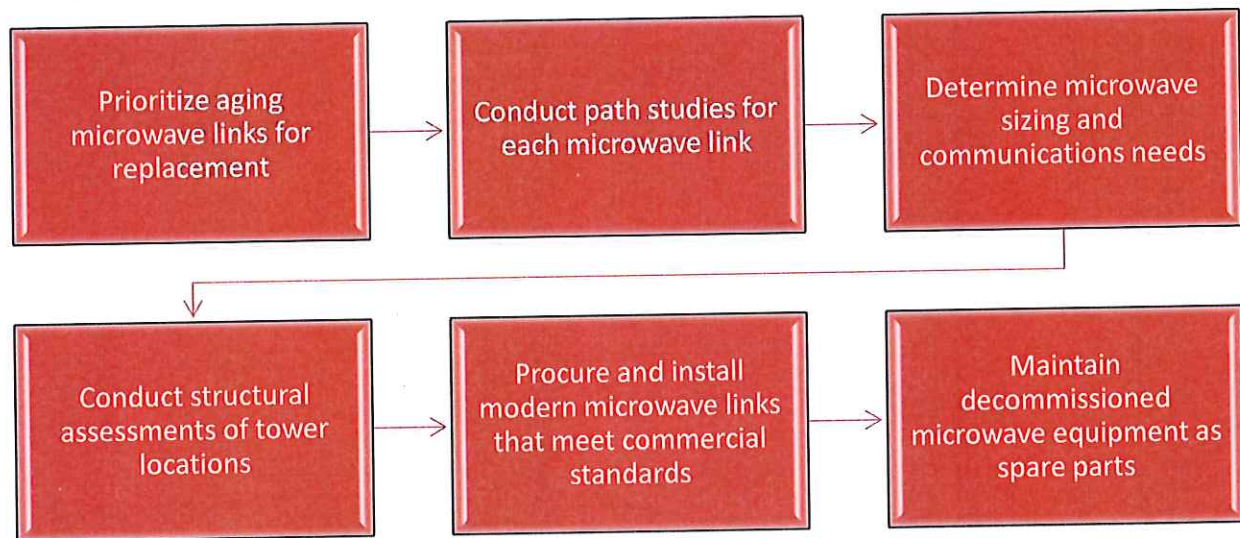 Prioritize aging
microwave links for
replacement
Conduct path studies for
each microwave link
Determine microwave
sizing and
communications needs
Conduct structural
assessments of tower
locations
Procure and install
modern microwave links
that meet commercial
standards
Maintain
decommissioned
microwave equipment as
spare parts